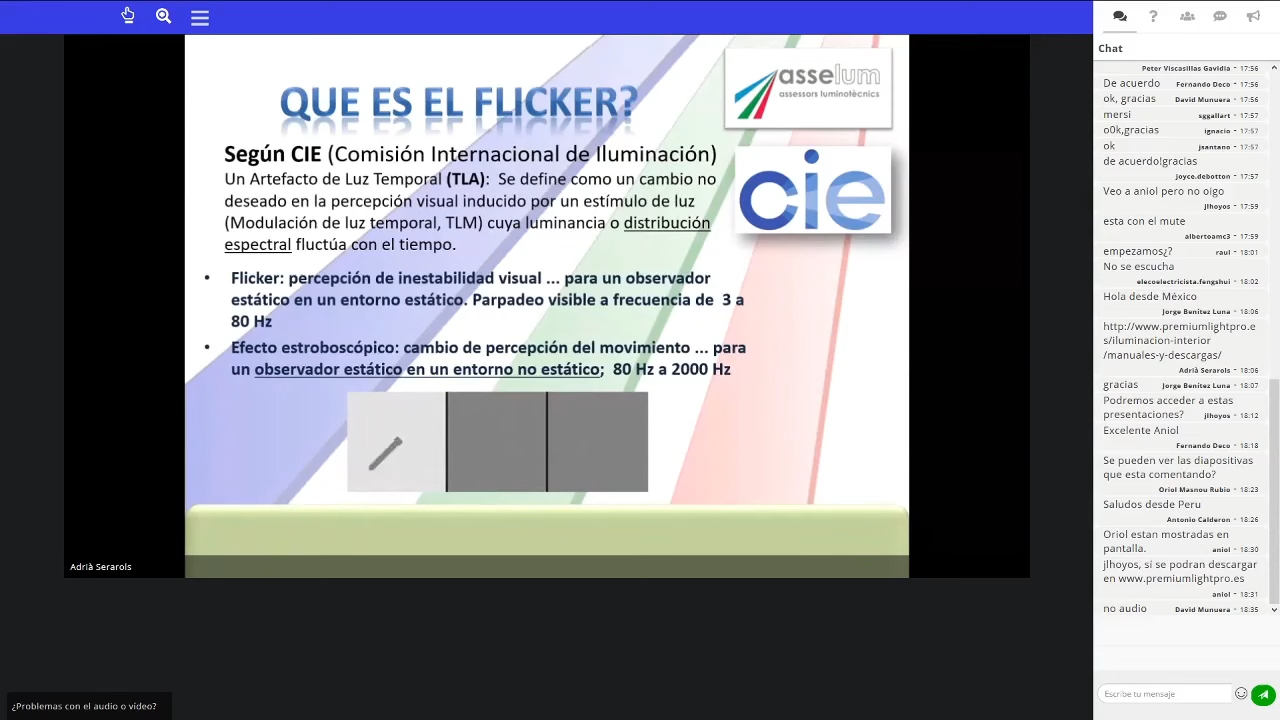 QUE ES EL FLICKER?
asselum
assessors luminotècnics
Según CIE (Comisión Internacional de Iluminación)
cie
Un Artefacto de Luz Temporal (TLA):  Se define como un cambio no
deseado en la percepción visual inducido por un estímulo de luz
(Modulación de luz temporal, TLM) cuya luminancia o distribución
espectral fluctúa con el tiempo.
• Flicker: percepción de inestabilidad visual ... para un observador
estático en un entorno estático. Parpadeo visible a frecuencia de  3 a
80 Hz
• Efecto estroboscópico: cambio de percepción del movimiento ... para
un observador estático en un entorno no estático;  80 Hz a 2000 Hz
Adrià Serarols
¿Problemas con el audio o vídeo?
Chat
Peter Viscasillas Gavidia - 17:56
De acuerdo
Fernando Deco - 17:56
ok, gracias
David Munuera - 17:56
mersi
sggallart - 17:57
o0k,gracias
ignacio - 17:57
ok
jsantano - 17:57
de acuerdo!gracias
joyce.debotton - 17:57
Veo a aniol pero no oigo
jlhoyos - 17:59
esta con el mute
albertoamc3 - 17:59
empezamos¿?
raul - 18:01
No se escucha
elecoelectricista.fengshui - 18:02
Hola desde México
Jorge Benítez Luna - 18:06
http://www.premiumlightpro.e
s/iluminacion-interior
/manuales-y-descargas/
Adrià Serarols - 18:06
gracias
Jorge Benítez Luna - 18:07
Podremos acceder a estas
presentaciones?
jlhoyos - 18:12
Excelente Aniol
Fernando Deco - 18:18
Se pueden ver las diapositivas
que esta comentando?
Oriol Masnou Rubio - 18:23
Saludos desde Peru
Antonio Calderon - 18:26
Oriol estan mostradas en
pantalla.
aniol - 18:30
jlhoyos, si se podran descargar
en www.premiumlightpro.es
aniol - 18:31
no audio
David Munuera - 18:35
Escribe tu mensaje